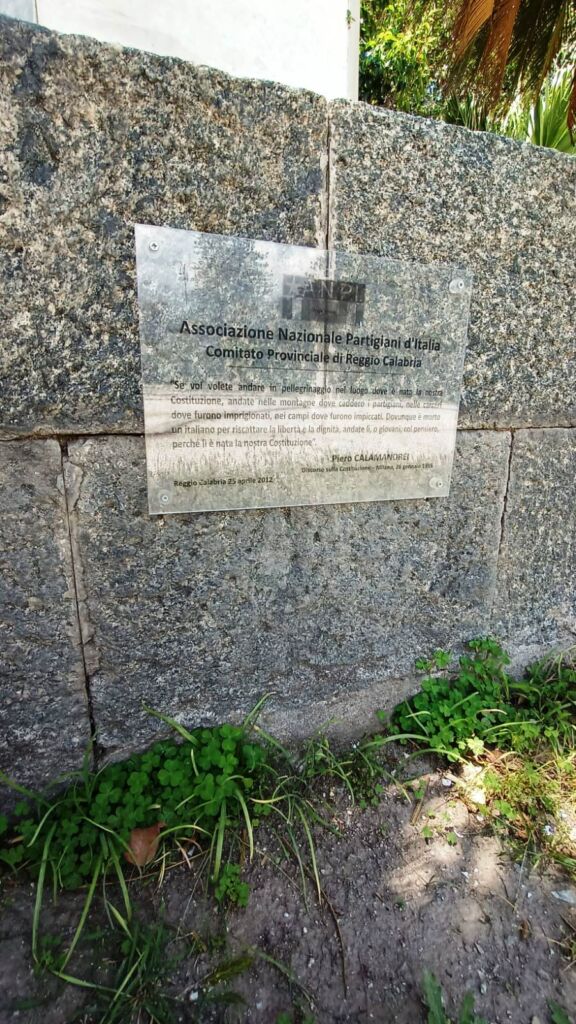 ANPI
Associazione Nazionale Partigiani d'Italia
Comitato Provinciale di Reggio Calabria
"Se voi volete andare in pellegrinaggio nel luogo dove è nata la nostra
Costituzione, andate nelle montagne dove caddero i partigiani, nelle carceri
dove furono imprigionati, nei campi dove furono impiccati. Dovunque è morto
un italiano per riscattare la libertà e la dignità, andate lì, o giovani, col pensiero,
perché lì è nata la nostra Costituzione".
Piero CALAMANDREI
Discorso sulla Costituzione - Milano, 26 gennaio 1955
Reggio Calabria 25 aprile 2012